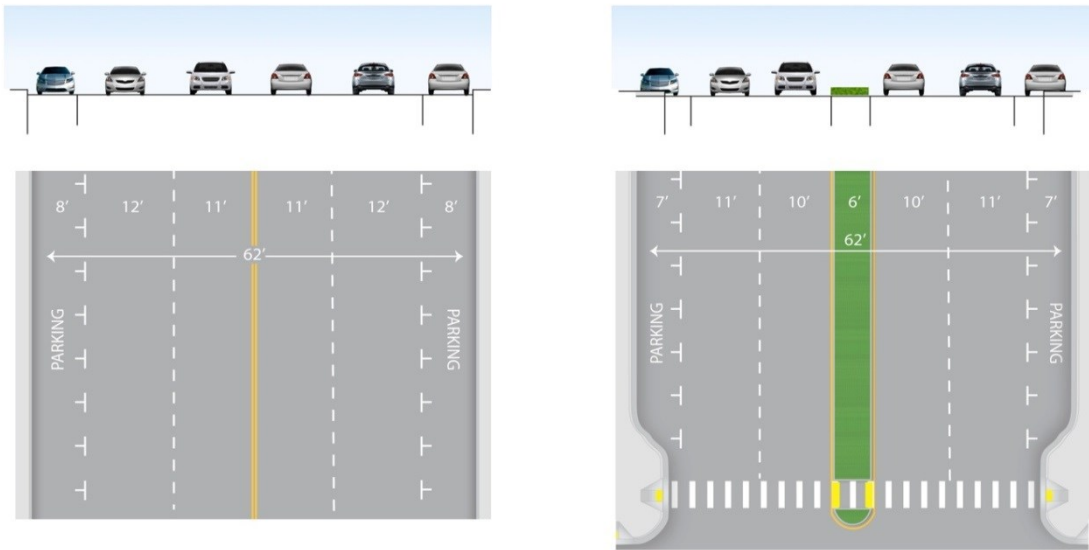 8' 12' 11' 11' 12' 8'
62'
PARKING
PARKING
7' 11' 10' 6' 10' 11' 7'
62'
PARKING
PARKING